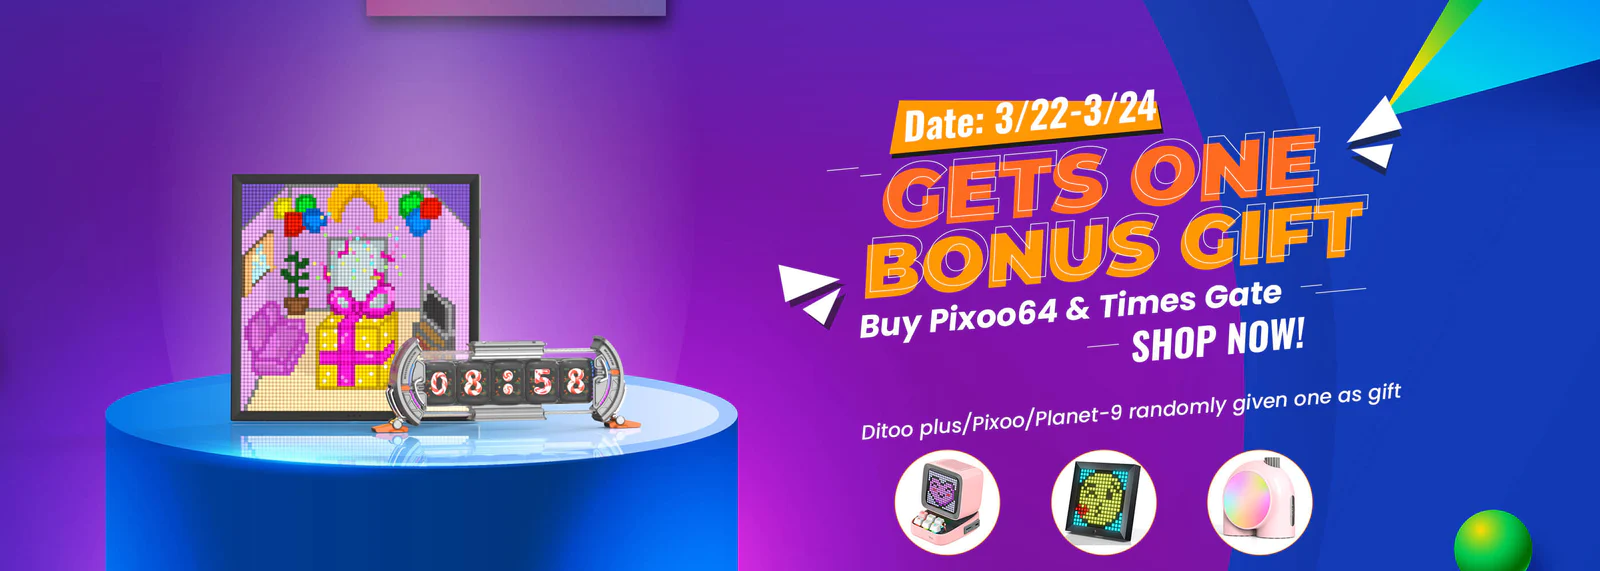 Date: 3/22-3/24
GETS ONE
BONUS GIFT
Buy Pixoo64 & Times Gate
SHOP NOW!
08:58
Ditoo plus/Pixoo/Planet-9 randomly given one as gift